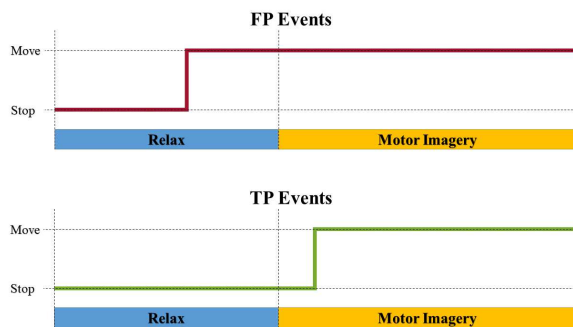 FP Events
Move
Stop
Relax Motor Imagery
TP Events
Move
Stop
Relax Motor Imagery